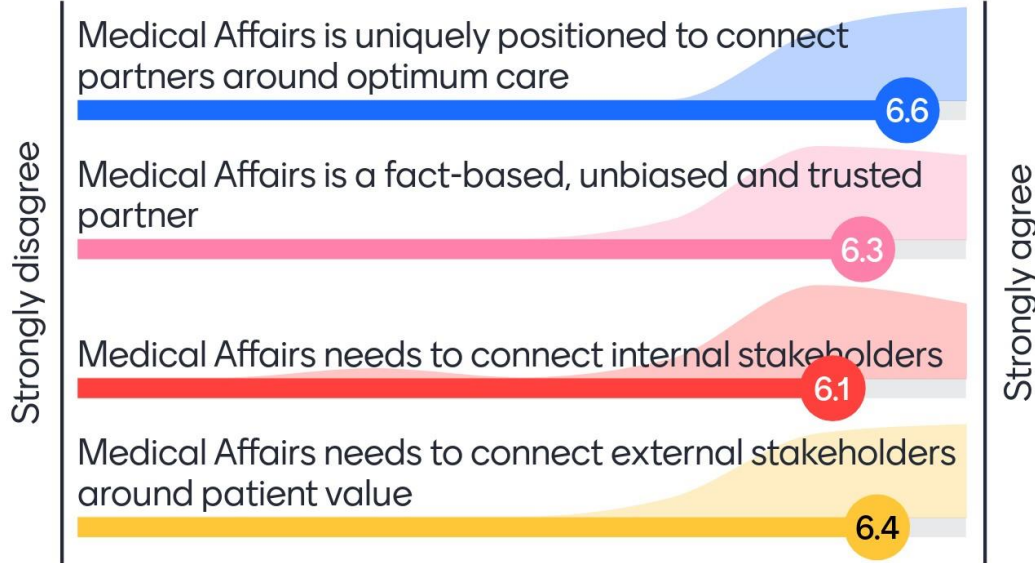 Strongly disagree
Medical Affairs is uniquely positioned to connect
partners around optimum care
6.6
Medical Affairs is a fact-based, unbiased and trusted
partner
6.3
Medical Affairs needs to connect internal stakeholders
6.1
Medical Affairs needs to connect external stakeholders
around patient value
6.4
Strongly agree